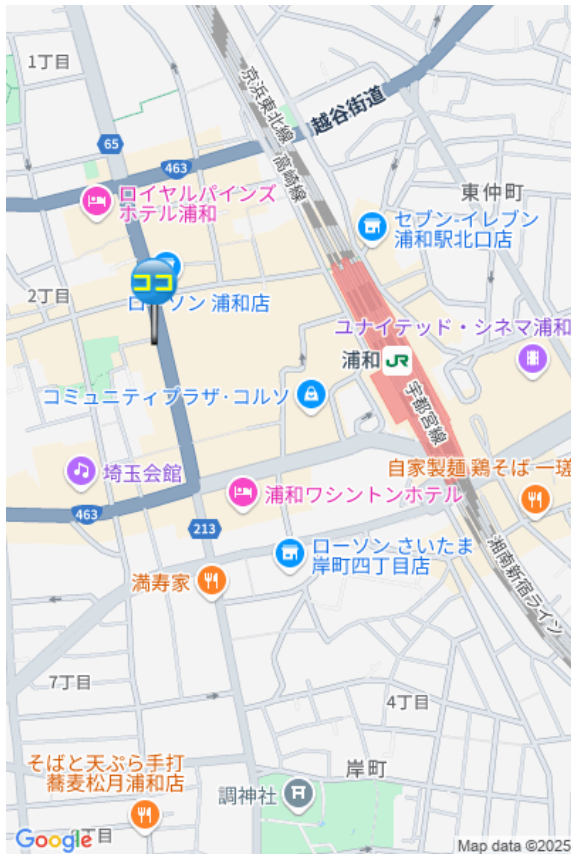 1丁目
京浜東北線
高崎線
越谷街道
65
463
東仲町
ロイヤルパインズ
ホテル浦和
セブン-イレブン
浦和駅北口店
ココ
2丁目
ローソン 浦和店
ユナイテッド・シネマ浦和
浦和
JR
コミュニティプラザ・コルソ
宇都宮線
埼玉会館
自家製麺 鶏そば 一瑳
浦和ワシントンホテル
463
213
ローソン さいたま
岸町四丁目店
湘南新宿ライン
満寿家
7丁目
4丁目
岸町
そばと天ぷら手打
蕎麦松月浦和店
調神社
Google
丁目
Map data ©2025